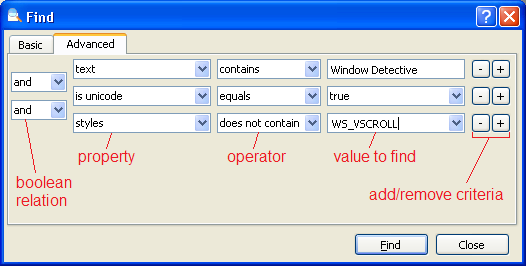 Find
Basic Advanced
text contains Window Detective - +
and
is unicode equals true - +
and
styles does not contain WS_VSCROLL - +
property operator value to find
boolean relation
add/remove criteria
Find Close